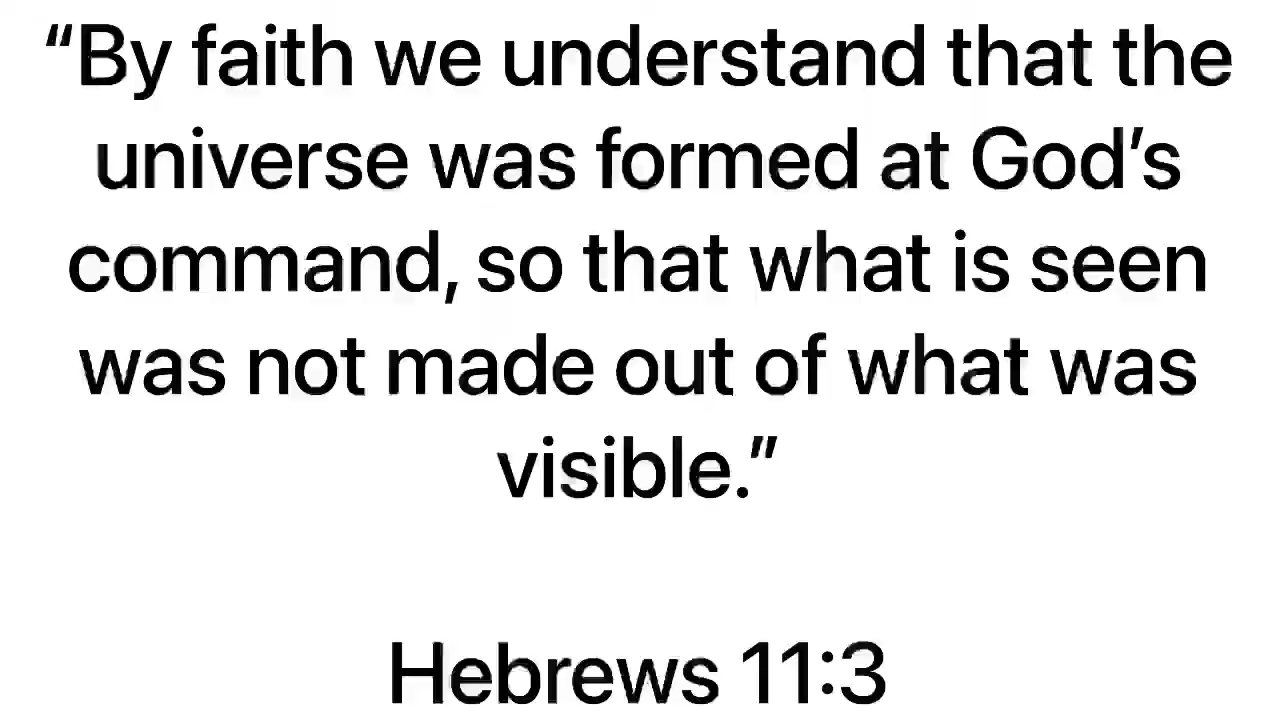 “By faith we understand that the
universe was formed at God’s
command, so that what is seen
was not made out of what was
visible.”
Hebrews 11:3